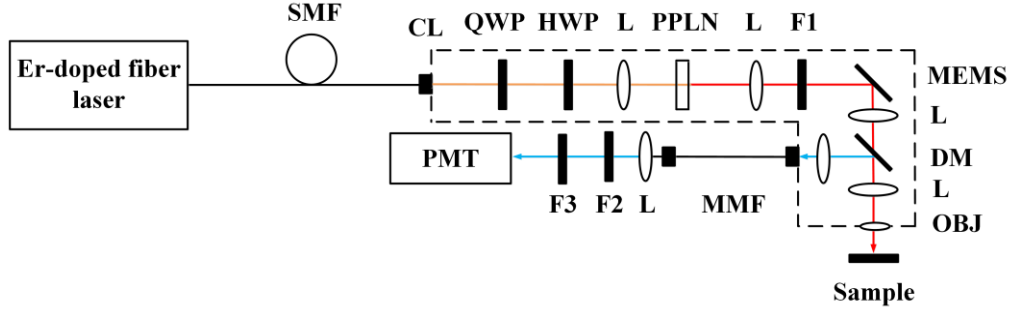 SMF
CL
QWP
HWP
L
PPLN
L
F1
Er-doped fiber
laser
MEMS
L
PMT
DM
F3
F2
L
MMF
L
OBJ
Sample